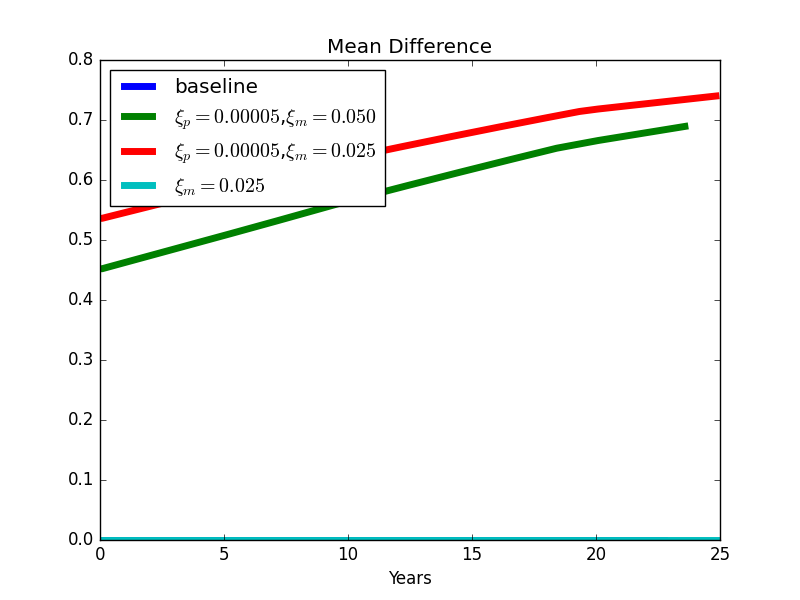 Mean Difference
0.8
0.7
0.6
0.5
0.4
0.3
0.2
0.1
0.0
baseline
ξₚ = 0.00005,ξₘ = 0.050
ξₚ = 0.00005,ξₘ = 0.025
ξₘ = 0.025
0 5 10 15 20 25
Years